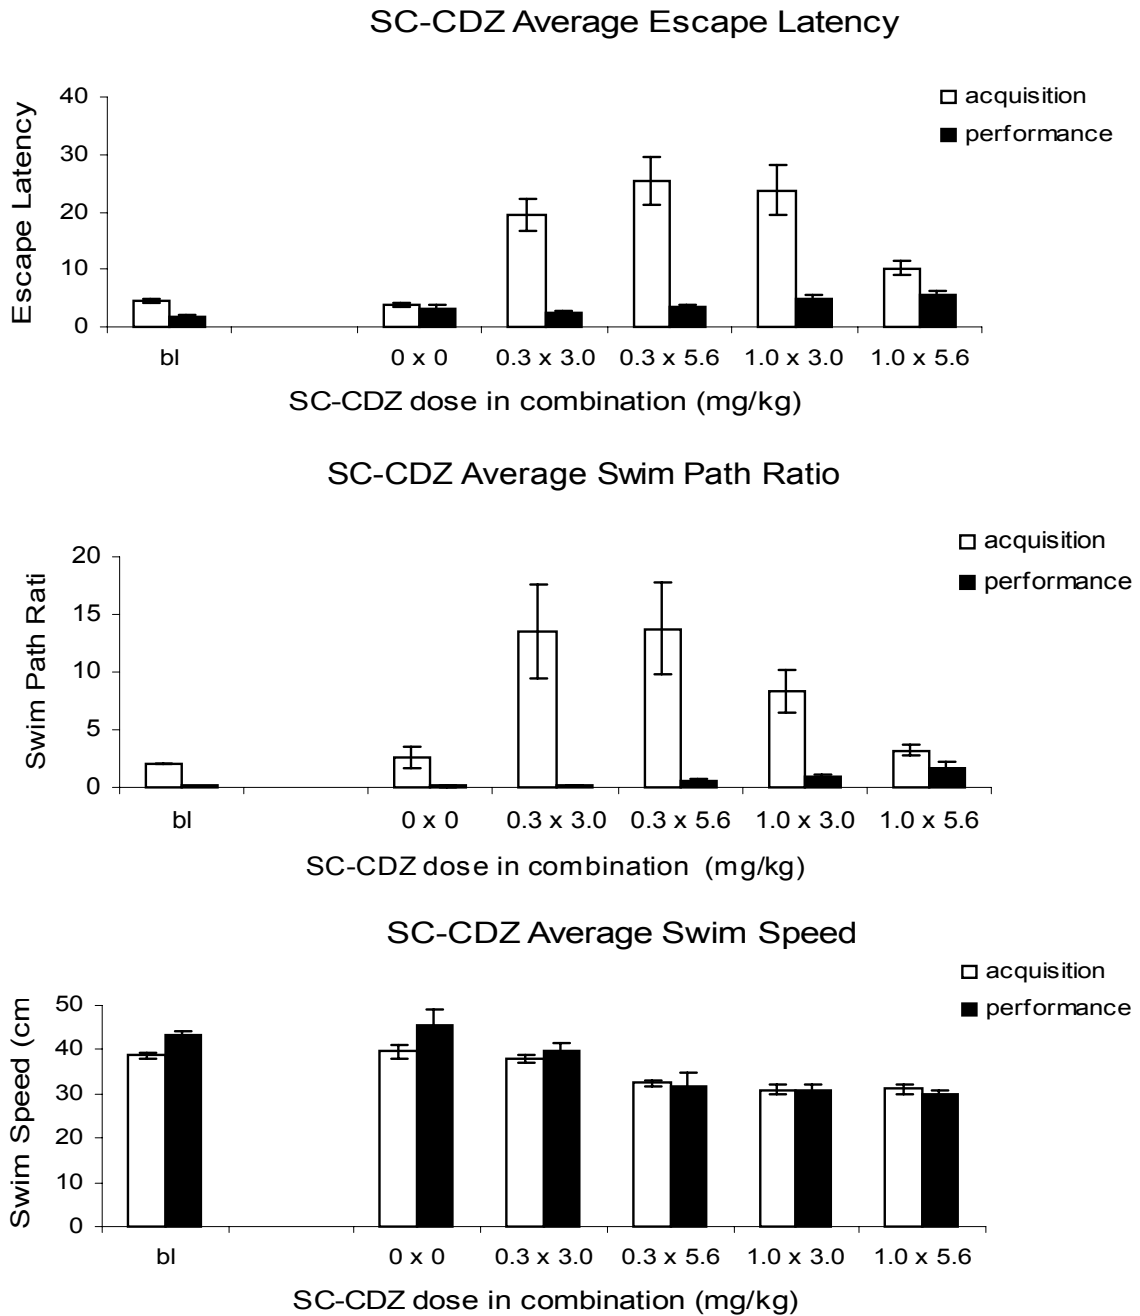 SC-CDZ Average Escape Latency
acquisition
performance
Escape Latency
40
30
20
10
0
bl
0 x 0
0.3 x 3.0
0.3 x 5.6
1.0 x 3.0
1.0 x 5.6
SC-CDZ dose in combination (mg/kg)
SC-CDZ Average Swim Path Ratio
acquisition
performance
Swim Path Rati
20
15
10
5
0
bl
0 x 0
0.3 x 3.0
0.3 x 5.6
1.0 x 3.0
1.0 x 5.6
SC-CDZ dose in combination (mg/kg)
SC-CDZ Average Swim Speed
acquisition
performance
Swim Speed (cm
50
40
30
20
10
0
bl
0 x 0
0.3 x 3.0
0.3 x 5.6
1.0 x 3.0
1.0 x 5.6
SC-CDZ dose in combination (mg/kg)